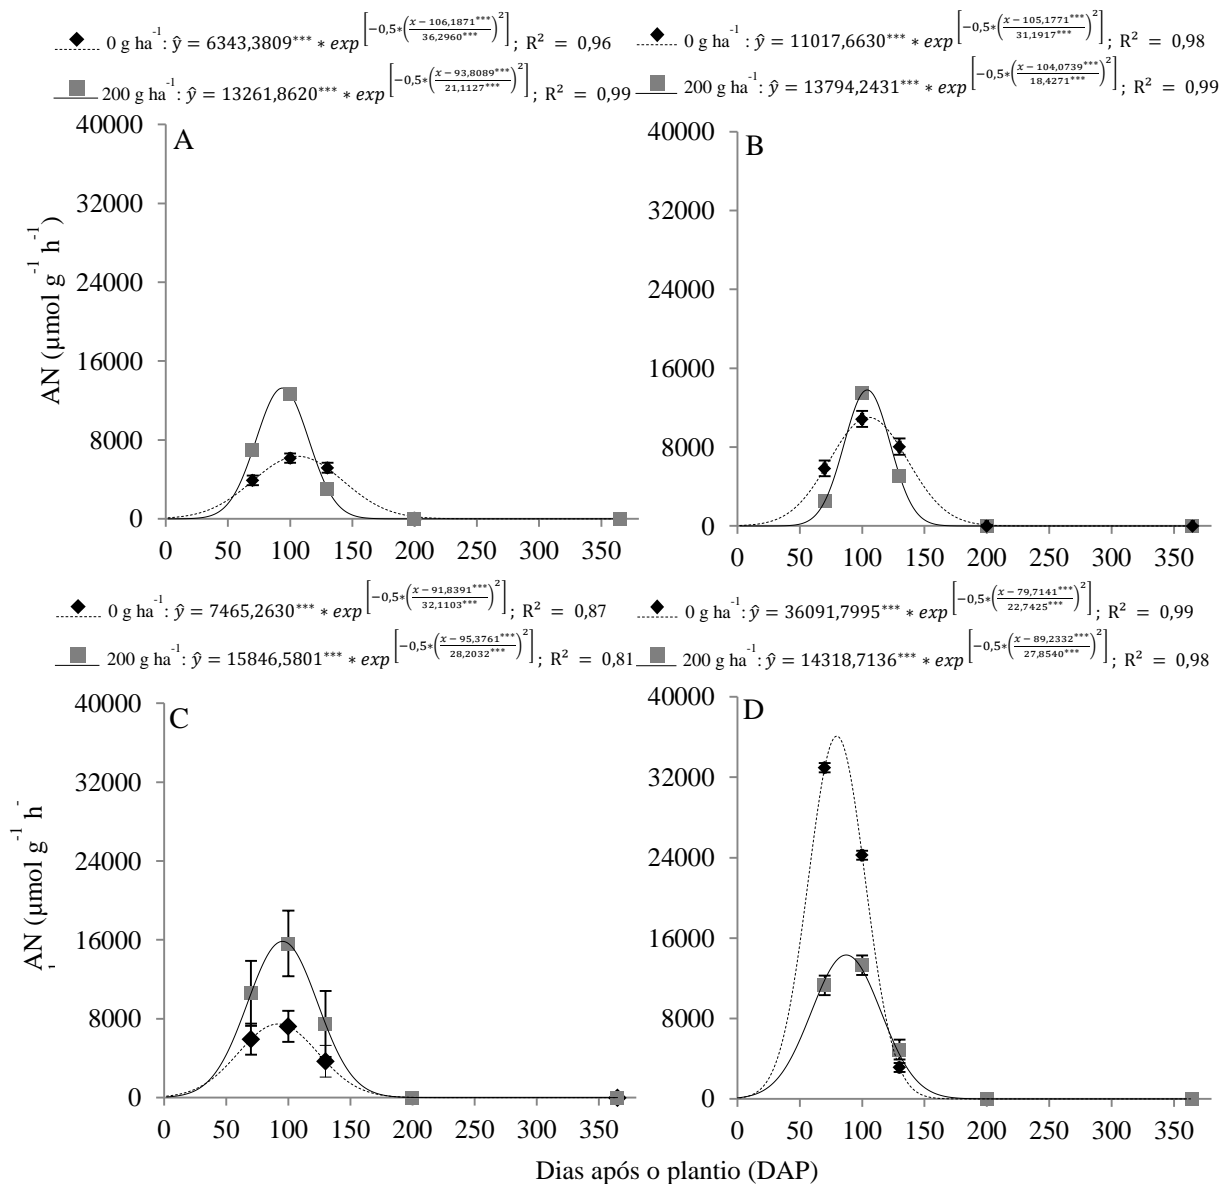 0 g ha⁻¹: ŷ = 6343,3809*** * exp[−0,5*((x − 106,1871***)/(36,2960***))²]; R² = 0,96
200 g ha⁻¹: ŷ = 13261,8620*** * exp[−0,5*((x − 93,8089***)/(21,1127***))²]; R² = 0,99
0 g ha⁻¹: ŷ = 11017,6630*** * exp[−0,5*((x − 105,1771***)/(31,1917***))²]; R² = 0,98
200 g ha⁻¹: ŷ = 13794,2431*** * exp[−0,5*((x − 104,0739***)/(18,4271***))²]; R² = 0,99
A
AN (µmol g⁻¹ h⁻¹)
40000
32000
24000
16000
8000
0
0 50 100 150 200 250 300 350
B
40000
32000
24000
16000
8000
0
0 50 100 150 200 250 300 350
0 g ha⁻¹: ŷ = 7465,2630*** * exp[−0,5*((x − 91,8391***)/(32,1103***))²]; R² = 0,87
200 g ha⁻¹: ŷ = 15846,5801*** * exp[−0,5*((x − 95,3761***)/(28,2032***))²]; R² = 0,81
0 g ha⁻¹: ŷ = 36091,7995*** * exp[−0,5*((x − 79,7141***)/(22,7425***))²]; R² = 0,99
200 g ha⁻¹: ŷ = 14318,7136*** * exp[−0,5*((x − 89,2332***)/(27,8540***))²]; R² = 0,98
C
AN (µmol g⁻¹ h⁻
40000
32000
24000
16000
8000
0
0 50 100 150 200 250 300 350
D
40000
32000
24000
16000
8000
0
0 50 100 150 200 250 300 350
Dias após o plantio (DAP)